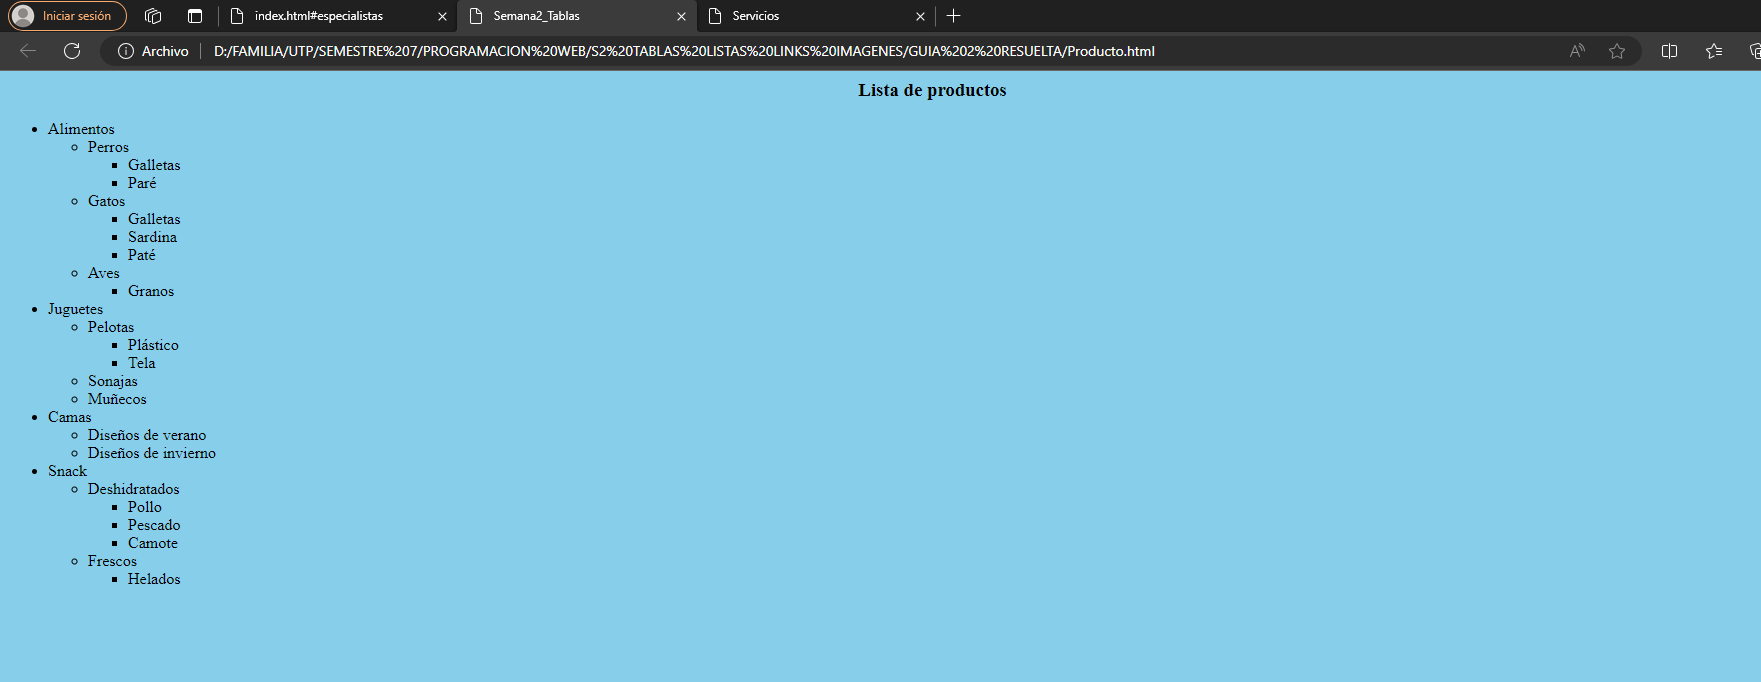 Iniciar sesión
index.html#especialistas
Semana2_Tablas
Servicios
Archivo
D:/FAMILIA/UTP/SEMESTRE%207/PROGRAMACION%20WEB/S2%20TABLAS%20LISTAS%20LINKS%20IMAGENES/GUIA%202%20RESUELTA/Producto.html
Lista de productos
Alimentos
Perros
Galletas
Paré
Gatos
Galletas
Sardina
Paté
Aves
Granos
Juguetes
Pelotas
Plástico
Tela
Sonajas
Muñecos
Camas
Diseños de verano
Diseños de invierno
Snack
Deshidratados
Pollo
Pescado
Camote
Frescos
Helados